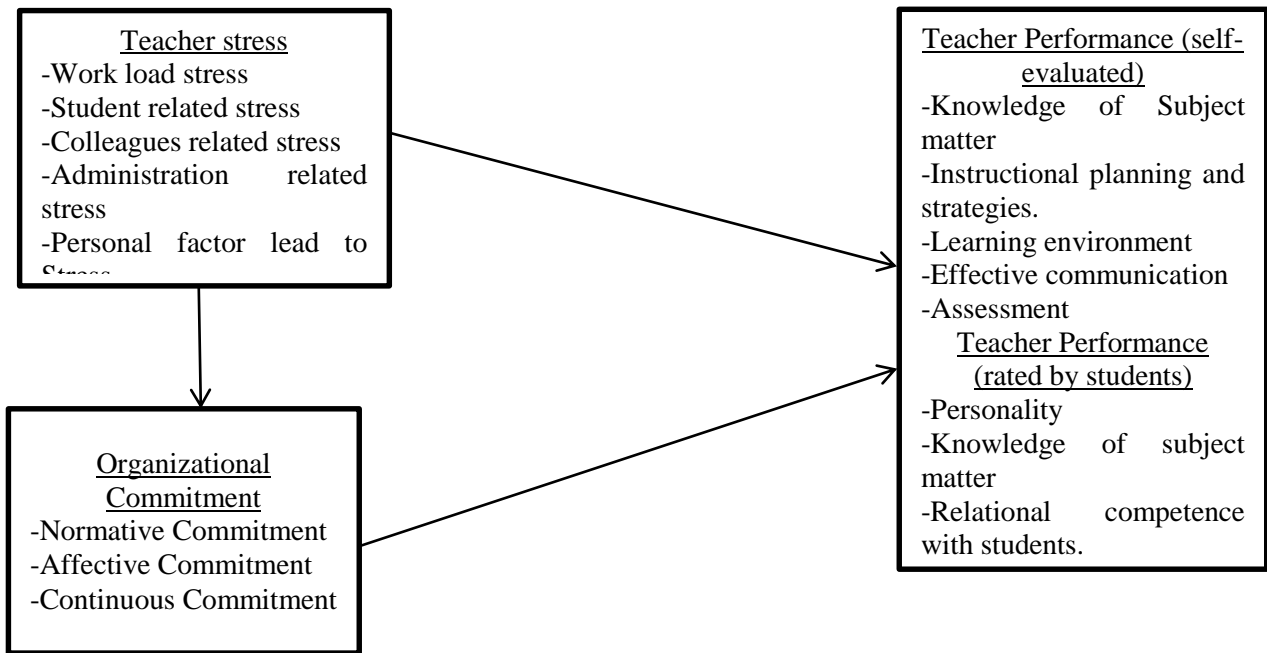 Teacher stress
-Work load stress
-Student related stress
-Colleagues related stress
-Administration related
stress
-Personal factor lead to
Stress
Organizational
Commitment
-Normative Commitment
-Affective Commitment
-Continuous Commitment
Teacher Performance (self-
evaluated)
-Knowledge of Subject
matter
-Instructional planning and
strategies.
-Learning environment
-Effective communication
-Assessment
Teacher Performance
(rated by students)
-Personality
-Knowledge of subject
matter
-Relational competence
with students.